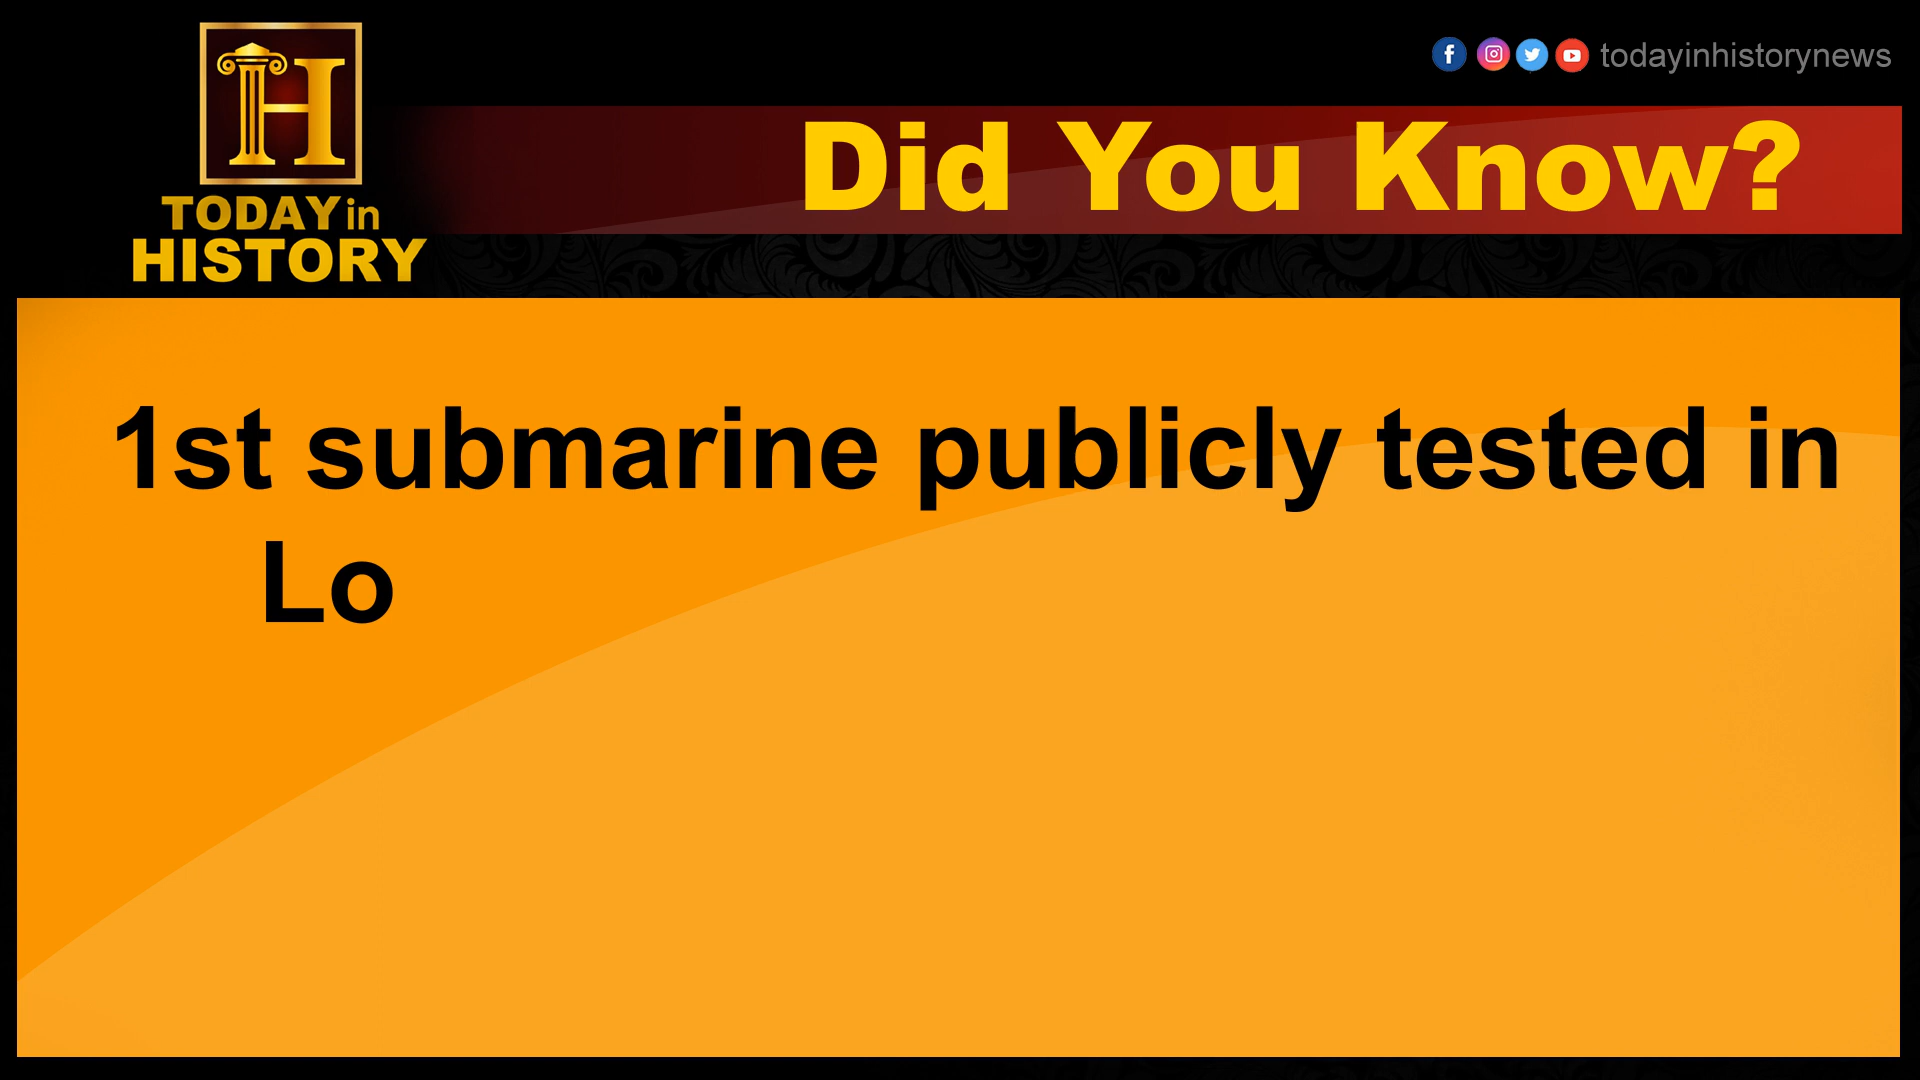 todayinhistorynews
H
TODAY in
HISTORY
Did You Know?
1st submarine publicly tested in
Lo